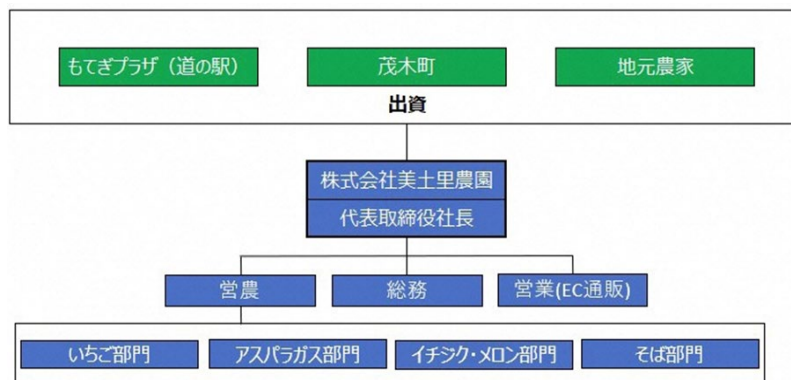 もてぎプラザ（道の駅）
茂木町
地元農家
出資
株式会社美土里農園
代表取締役社長
営農
総務
営業(EC通販)
いちご部門
アスパラガス部門
イチジク・メロン部門
そば部門